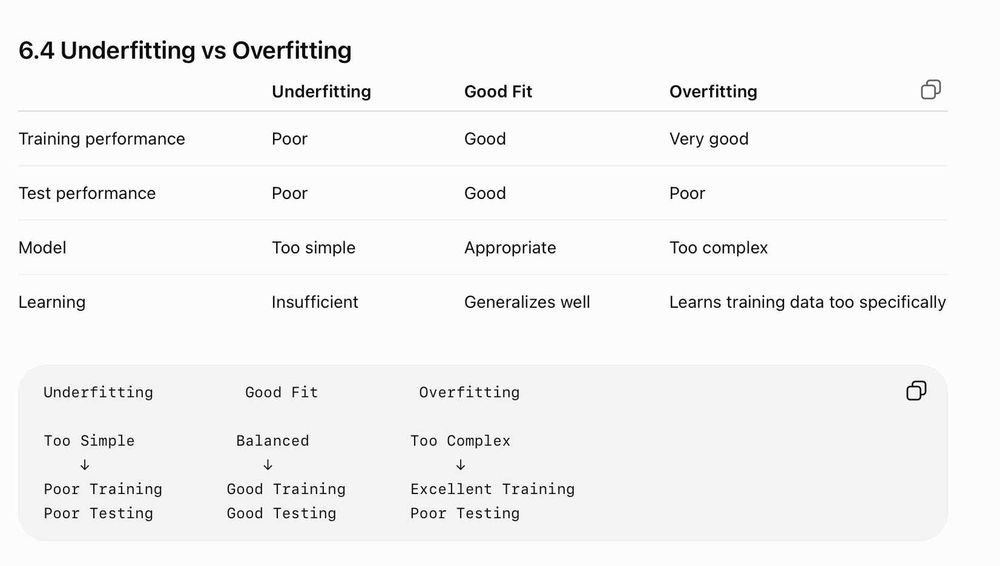 6.4 Underfitting vs Overfitting
Underfitting Good Fit Overfitting
Training performance Poor Good Very good
Test performance Poor Good Poor
Model Too simple Appropriate Too complex
Learning Insufficient Generalizes well Learns training data too specifically
Underfitting Good Fit Overfitting
Too Simple Balanced Too Complex
↓ ↓ ↓
Poor Training Good Training Excellent Training
Poor Testing Good Testing Poor Testing